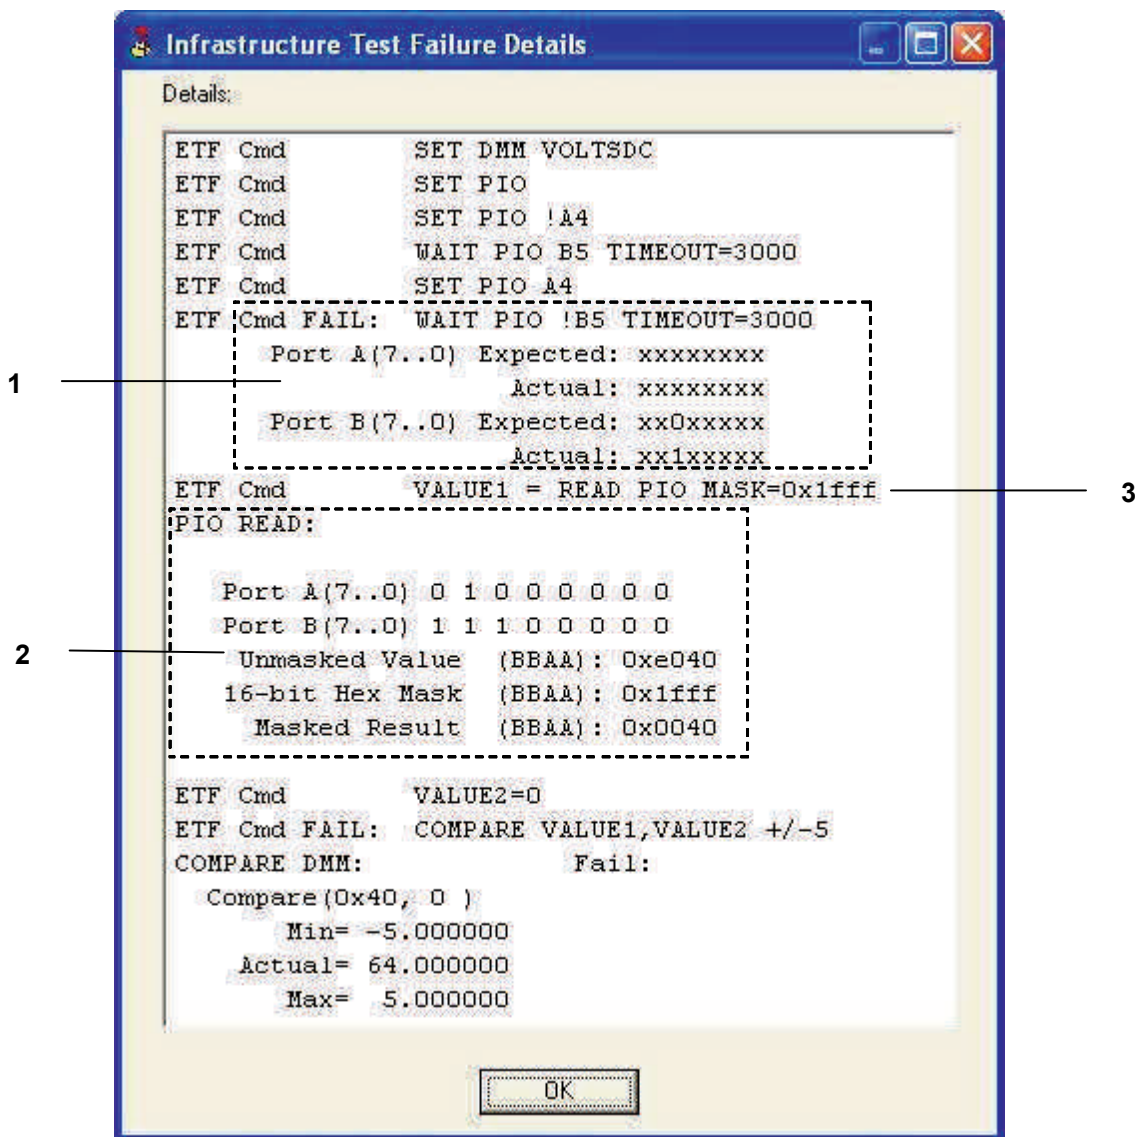 Infrastructure Test Failure Details
Details:
ETF Cmd SET DMM VOLTSDC
ETF Cmd SET PIO
ETF Cmd SET PIO !A4
ETF Cmd WAIT PIO B5 TIMEOUT=3000
ETF Cmd SET PIO A4
ETF Cmd FAIL: WAIT PIO !B5 TIMEOUT=3000
Port A(7..0) Expected: xxxxxxxx
1
Actual: xxxxxxxx
Port B(7..0) Expected: xx0xxxxx
Actual: xx1xxxxx
ETF Cmd VALUE1 = READ PIO MASK=0x1fff
3
PIO READ:
Port A(7..0) 0 1 0 0 0 0 0 0
Port B(7..0) 1 1 1 0 0 0 0 0
2
Unmasked Value (BBAA): 0xe040
16-bit Hex Mask (BBAA): 0x1fff
Masked Result (BBAA): 0x0040
ETF Cmd VALUE2=0
ETF Cmd FAIL: COMPARE VALUE1,VALUE2 +/-5
COMPARE DMM: Fail:
Compare(0x40, 0 )
Min= -5.000000
Actual= 64.000000
Max= 5.000000
OK